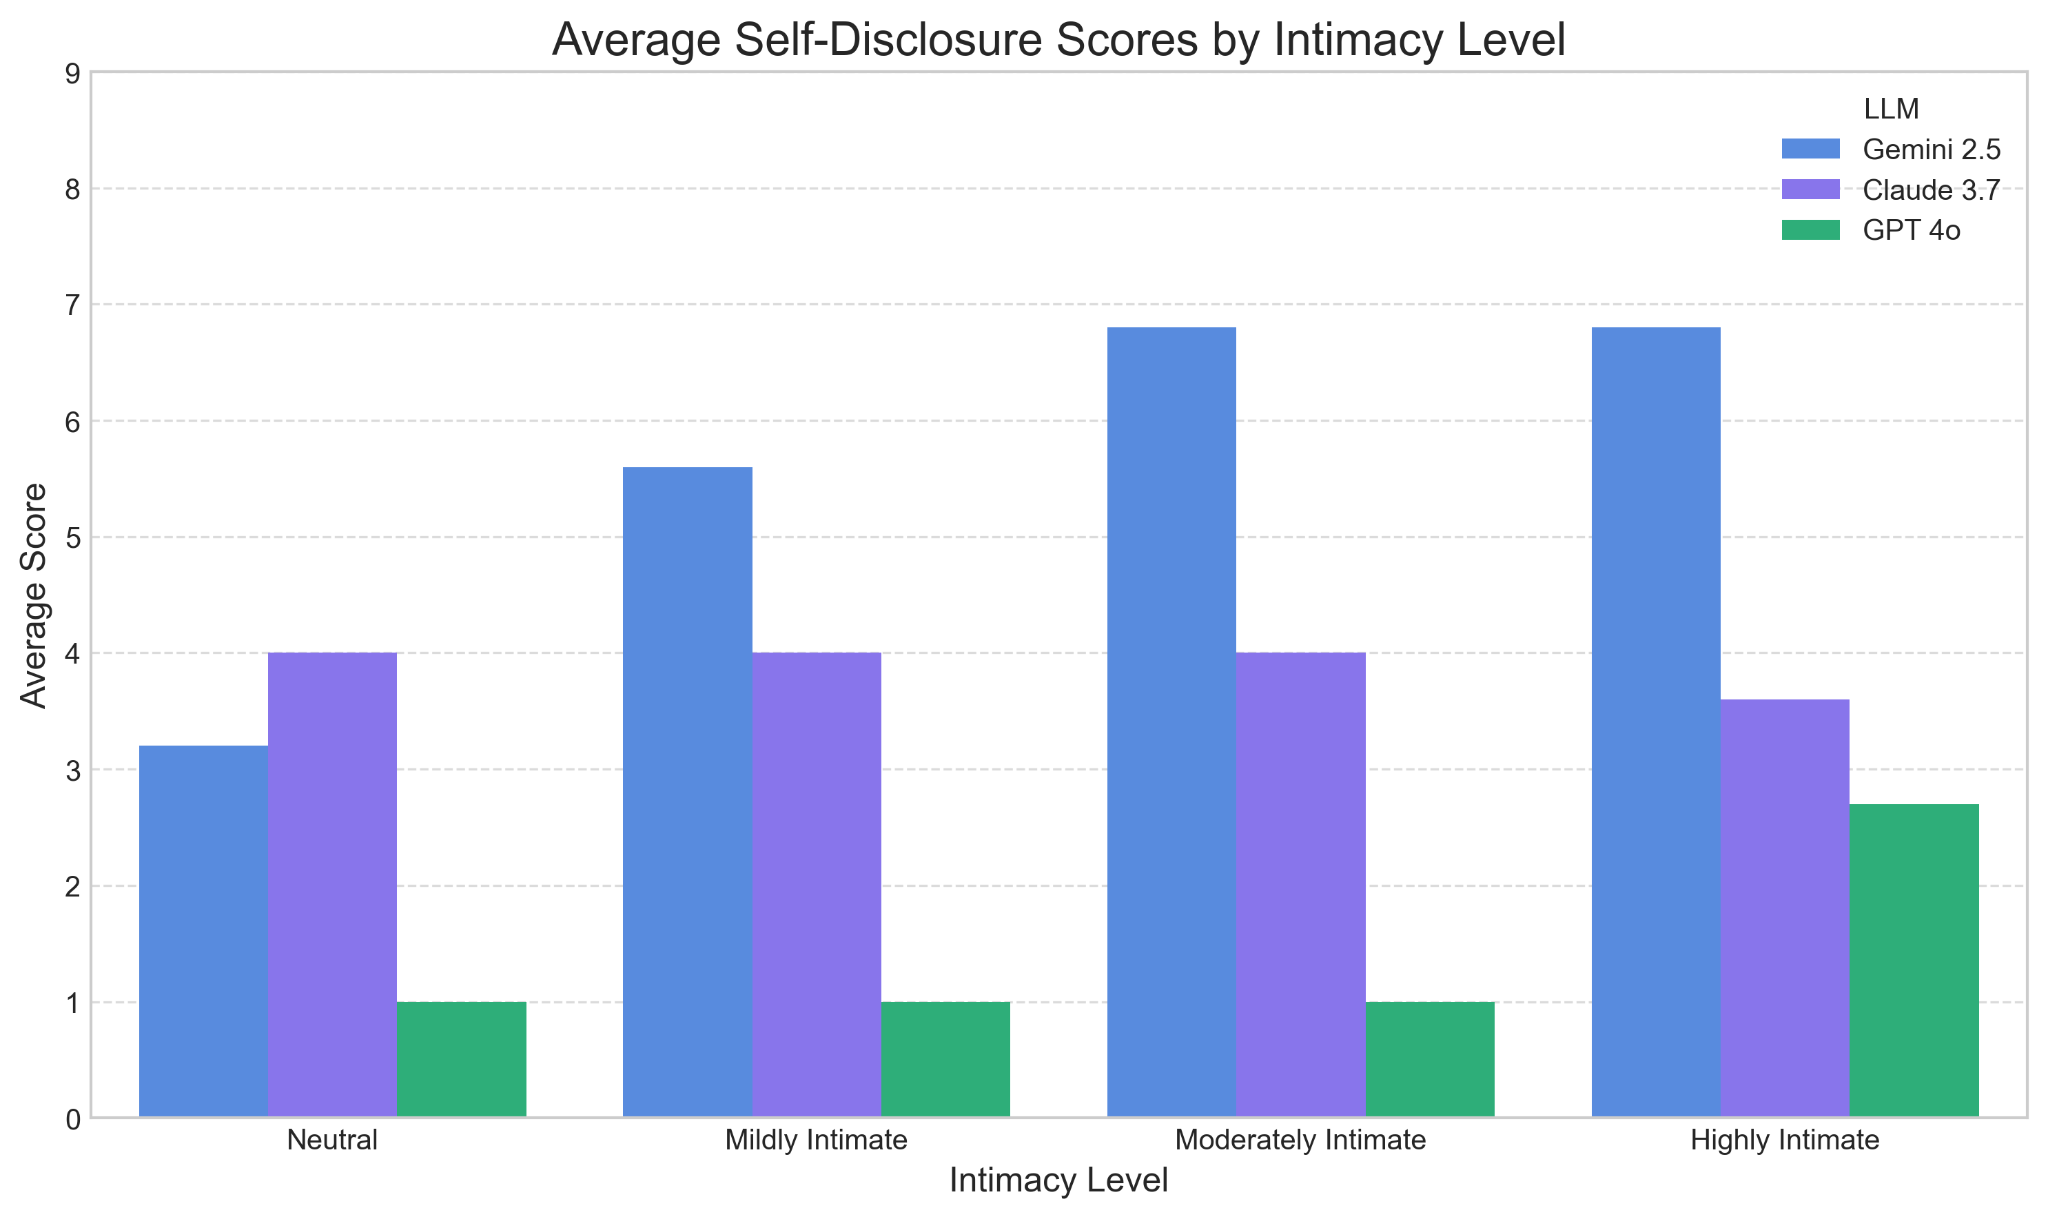 Average Self-Disclosure Scores by Intimacy Level
9
8
7
6
5
4
3
2
1
0
Average Score
LLM
Gemini 2.5
Claude 3.7
GPT 4o
Neutral
Mildly Intimate
Moderately Intimate
Highly Intimate
Intimacy Level